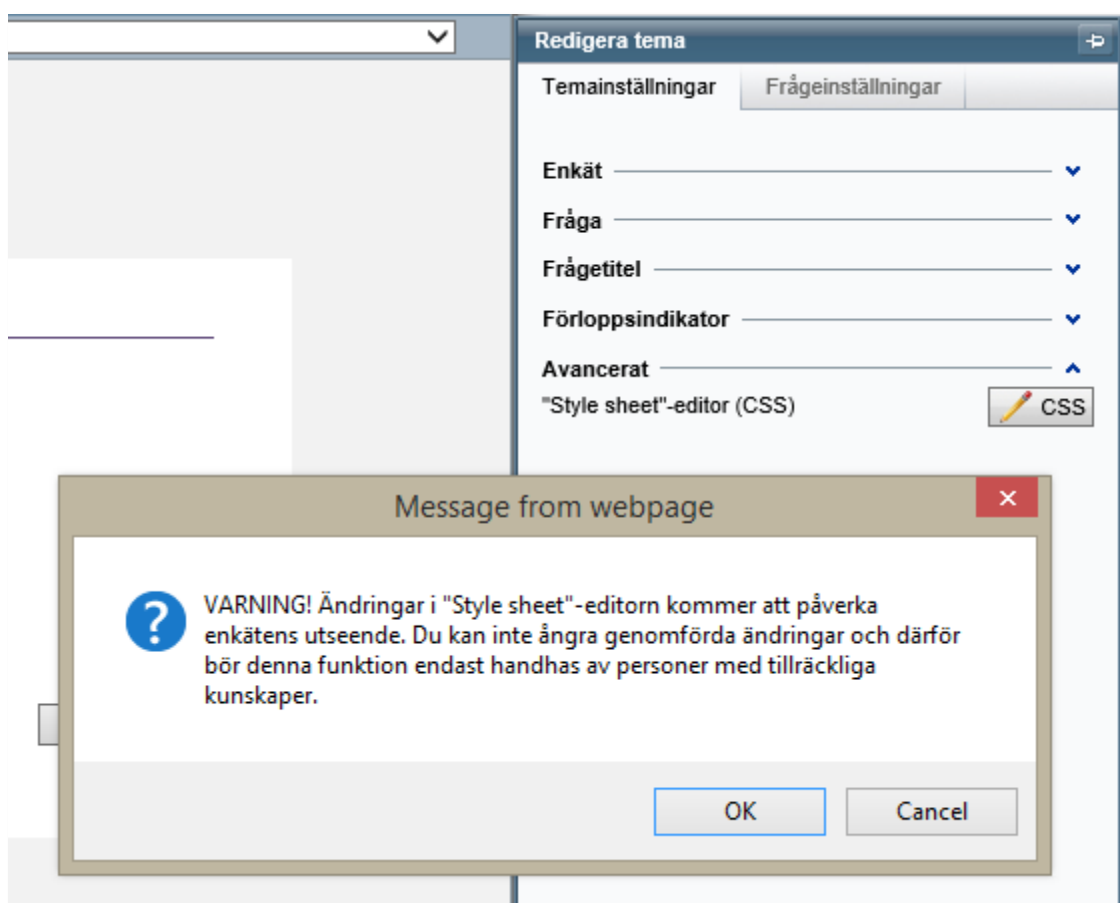 Redigera tema
Temainställningar Frågeinställningar
Enkät
Fråga
Frågetitel
Förloppsindikator
Avancerat
"Style sheet"-editor (CSS) CSS
Message from webpage
VARNING! Ändringar i "Style sheet"-editorn kommer att påverka
enkätens utseende. Du kan inte ångra genomförda ändringar och därför
bör denna funktion endast handhas av personer med tillräckliga
kunskaper.
OK Cancel